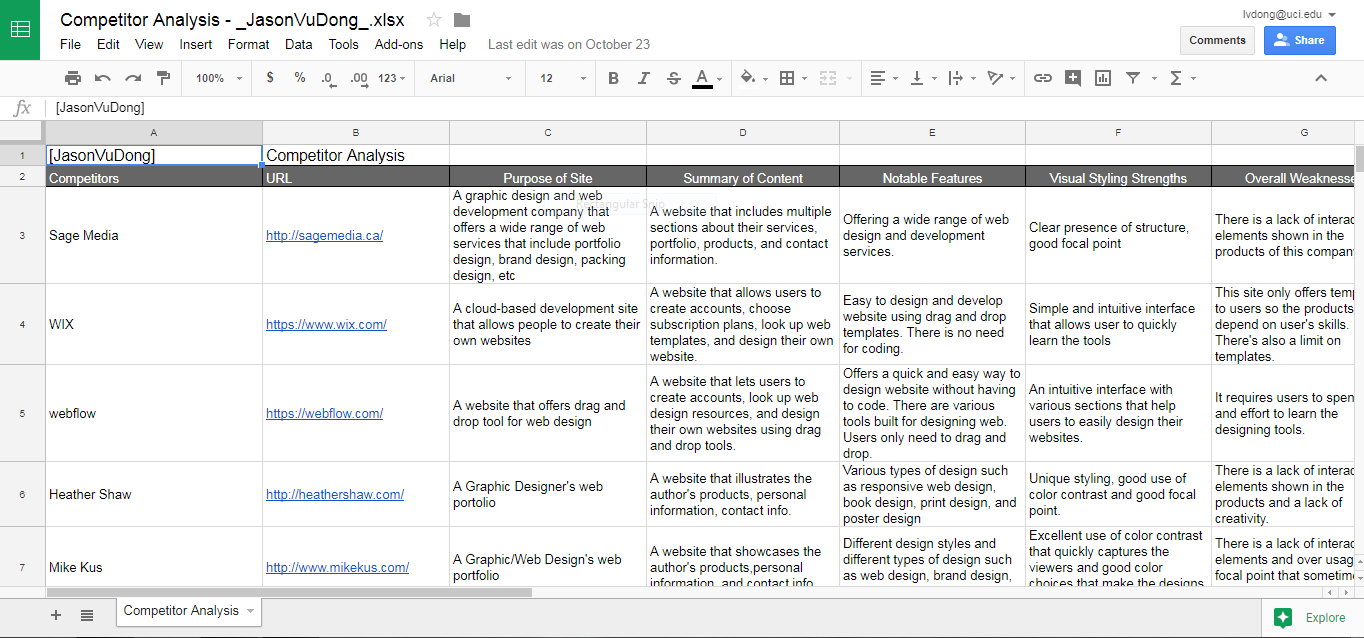 Competitor Analysis - _JasonVuDong_.xlsx
lvdong@uci.edu
File Edit View Insert Format Data Tools Add-ons Help Last edit was on October 23
Comments
Share
100% $ % .0 .00 123 Arial 12 B I S A
fx [JasonVuDong]
A B C D E F G
1 [JasonVuDong] Competitor Analysis
2 Competitors URL Purpose of Site Summary of Content Notable Features Visual Styling Strengths Overall Weaknesse
Rectangular Snip
3
Sage Media
http://sagemedia.ca/
A graphic design and web
development company that
offers a wide range of web
services that include portfolio
design, brand design, packing
design, etc
A website that includes multiple
sections about their services,
portfolio, products, and contact
information.
Offering a wide range of web
design and development
services.
Clear presence of structure,
good focal point
There is a lack of interac
elements shown in the
products of this compan
4
WIX
https://www.wix.com/
A cloud-based development site
that allows people to create their
own websites
A website that allows users to
create accounts, choose
subscription plans, look up web
templates, and design their own
website.
Easy to design and develop
website using drag and drop
templates. There is no need
for coding.
Simple and intuitive interface
that allows user to quickly
learn the tools
This site only offers temp
to users so the products
depend on user's skills.
There's also a limit on
templates.
5
webflow
https://webflow.com/
A website that offers drag and
drop tool for web design
A website that lets users to
create accounts, look up web
design resources, and design
their own websites using drag
and drop tools.
Offers a quick and easy way to
design website without having
to code. There are various
tools built for designing web.
Users only need to drag and
drop.
An intuitive interface with
various sections that help
users to easily design their
websites.
It requires users to spen
and effort to learn the
designing tools.
6
Heather Shaw
http://heathershaw.com/
A Graphic Designer's web
portolio
A website that illustrates the
author's products, personal
information, contact info.
Various types of design such
as responsive web design,
book design, print design, and
poster design
Unique styling, good use of
color contrast and good focal
point.
There is a lack of interac
elements shown in the
products and a lack of
creativity.
7
Mike Kus
http://www.mikekus.com/
A Graphic/Web Design's web
portfolio
A website that showcases the
author's products,personal
information, and contact info
Different design styles and
different types of design such
as web design, brand design,
Excellent use of color contrast
that quickly captures the
viewers and good color
choices that make the designs
There is a lack of interac
elements and over usag
focal point that sometim
Competitor Analysis
Explore